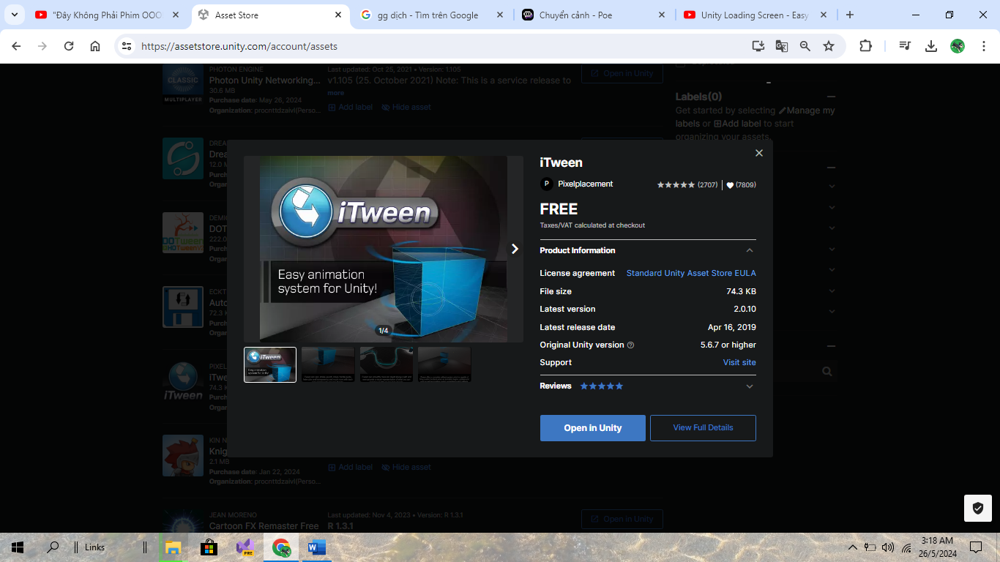 "Đây Không Phải Phim OOO
Asset Store
gg dịch - Tìm trên Google
Chuyển cảnh - Poe
Unity Loading Screen - Easy
https://assetstore.unity.com/account/assets
PHOTON ENGINE
Photon Unity Networking...
30.6 MB
Purchase date: May 26, 2024
Organization: procnttdzaivl(Perso...
CLASSIC
MULTIPLAYER
Last updated: Oct 25, 2021 • Version: 1.105
v1.105 (25. October 2021) Note: This is a service release to
more
Add label
Hide asset
Open in Unity
Labels(0)
Get started by selecting Manage my
labels or Add label to start
organizing your assets.
DREA
Drea
12.0 M
Purch
Orga
DEMIG
DOT
222.0
Purch
Orga
DOTween
ECKT
Auto
72.3 K
Purch
Orga
PIXEL
iTwe
74.3 K
Purch
Orga
iTween
iTween
Easy animation
system for Unity!
1/4
iTween
P
Pixelplacement
(2707)
(7809)
FREE
Taxes/VAT calculated at checkout
Product Information
License agreement
Standard Unity Asset Store EULA
File size
74.3 KB
Latest version
2.0.10
Latest release date
Apr 16, 2019
Original Unity version
5.6.7 or higher
Support
Visit site
Reviews
Open in Unity
View Full Details
KIN N
Knig
2.1 MB
Purchase date: Jan 22, 2024
Organization: procnttdzaivl(Perso...
Add label
Hide asset
JEAN MORENO
Cartoon FX Remaster Free
Last updated: Nov 4, 2023 • Version: R 1.3.1
R 1.3.1
Open in Unity
Links
PRE
3:18 AM
26/5/2024